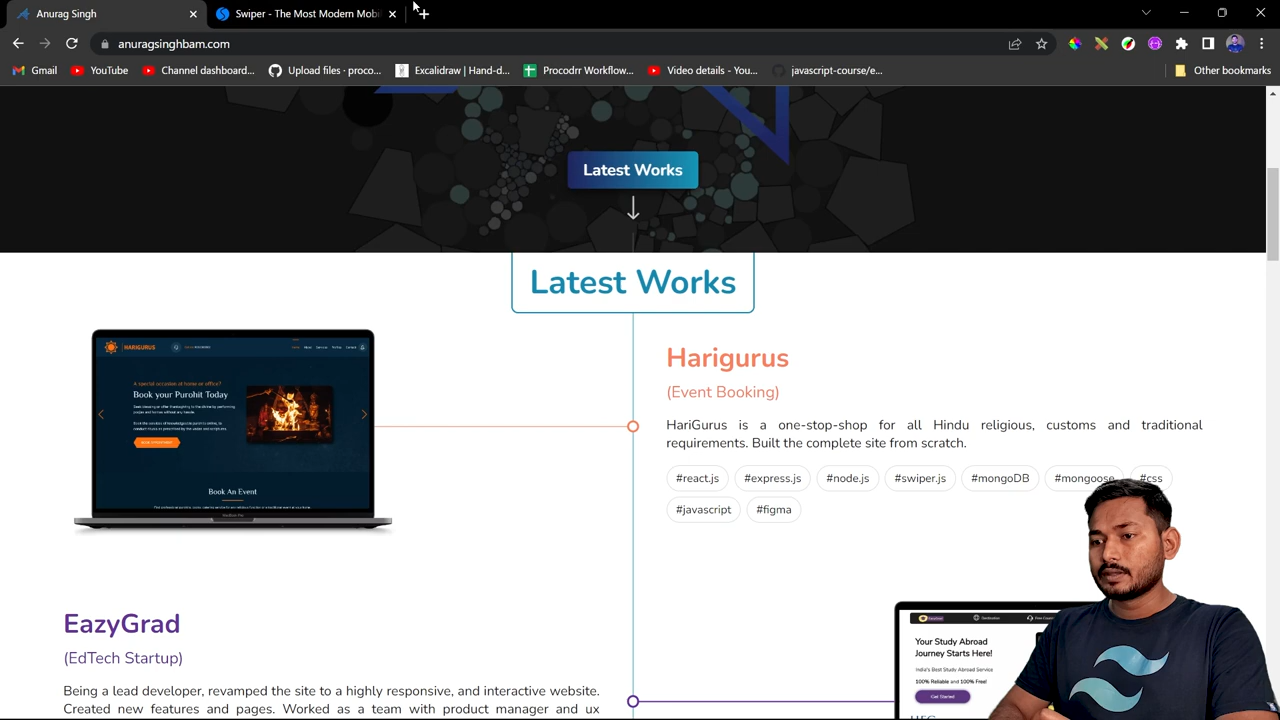 Anurag Singh
Swiper - The Most Modern Mobi
anuragsinghbam.com
Gmail
YouTube
Channel dashboard...
Upload files · proco...
Procodrr Workflow...
Video details - You...
javascript-course/e...
Other bookmarks
Latest Works
Latest Works
HARIGURUS
A special occasion at home or office?
Book your Purohit Today
Book An Event
Harigurus
(Event Booking)
HariGurus is a one-stop-shop for all Hindu religious, customs and traditional
requirements. Built the complete site from scratch.
#react.js
#express.js
#node.js
#swiper.js
#mongoDB
#mongoose
#css
#javascript
#figma
EazyGrad
(EdTech Startup)
Being a lead developer, revamped the site to a highly responsive, and interactive website.
Created new features and pages. Worked as a team with product manager and ux
Your Study Abroad
Journey Starts Here!
India's Best Study Abroad Service
100% Reliable and 100% Free!
Get Started